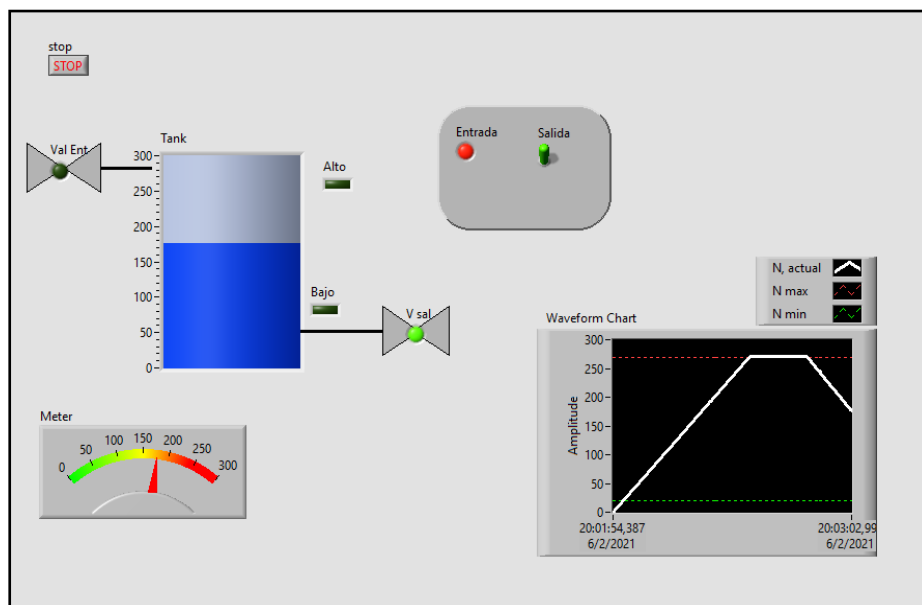 stop
STOP
Val Ent
Tank
300
250
200
150
100
50
0
Alto
Bajo
V sal
Entrada
Salida
N, actual
N max
N min
Waveform Chart
Amplitude
300
250
200
150
100
50
0
20:01:54,387
6/2/2021
20:03:02,99
6/2/2021
Meter
0
50
100
150
200
250
300